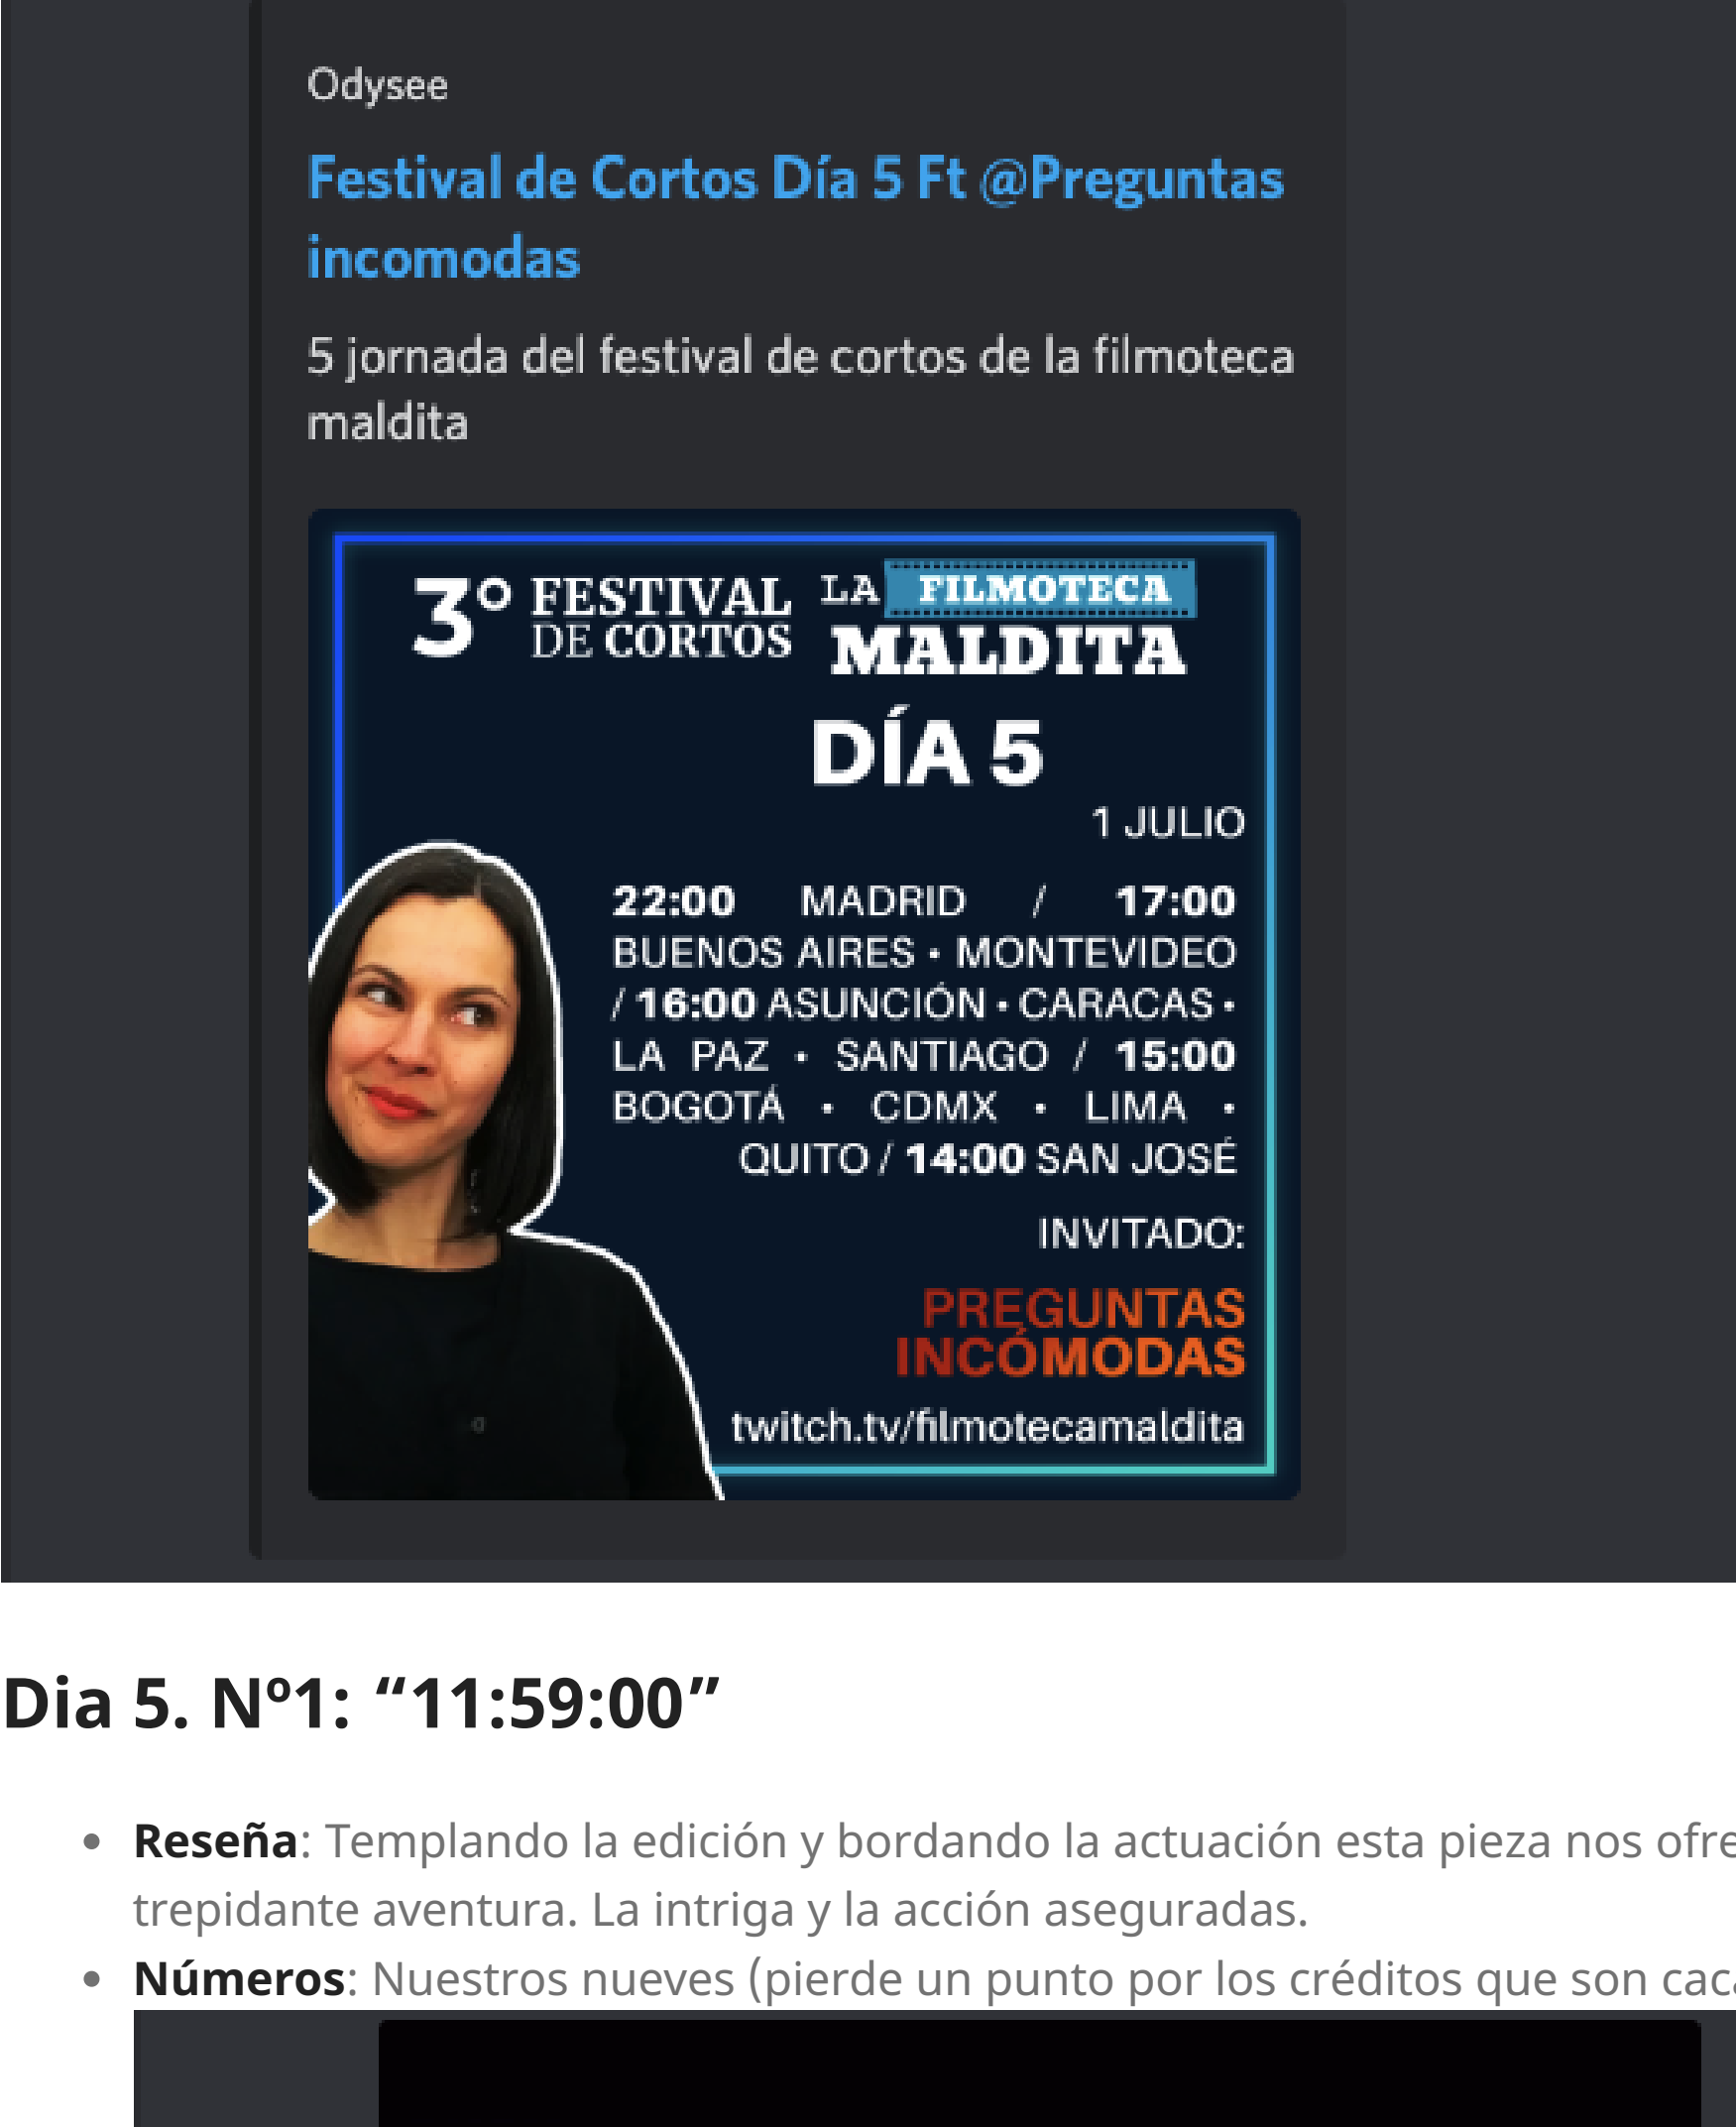 Odysee
Festival de Cortos Día 5 Ft @Preguntas
incomodas
5 jornada del festival de cortos de la filmoteca
maldita
3º FESTIVAL DE CORTOS
LA FILMOTECA
MALDITA
DÍA 5
1 JULIO
22:00 MADRID / 17:00
BUENOS AIRES • MONTEVIDEO
/ 16:00 ASUNCIÓN • CARACAS •
LA PAZ • SANTIAGO / 15:00
BOGOTÁ • CDMX • LIMA •
QUITO / 14:00 SAN JOSÉ
INVITADO:
PREGUNTAS
INCÓMODAS
twitch.tv/filmotecamaldita
Dia 5. Nº1: “11:59:00”
• Reseña: Templando la edición y bordando la actuación esta pieza nos
trepidante aventura. La intriga y la acción aseguradas.
• Números: Nuestros nueves (pierde un punto por los créditos que son